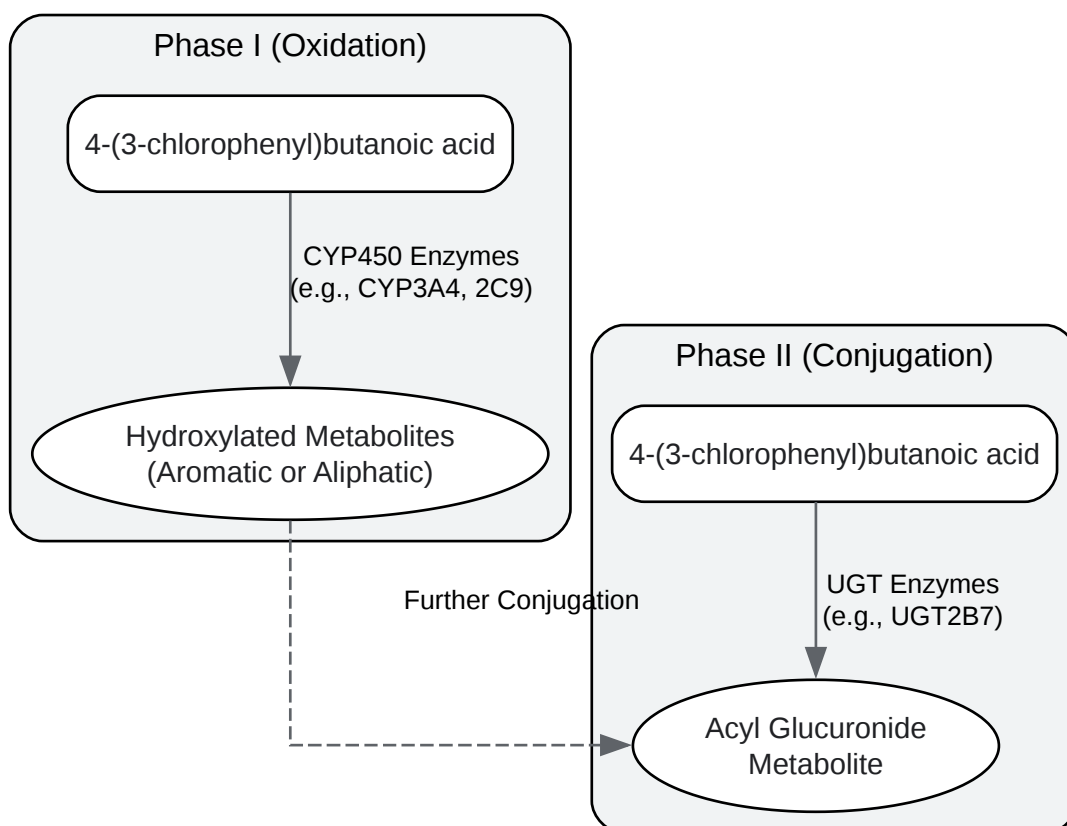 Phase I (Oxidation)
4-(3-chlorophenyl)butanoic acid
CYP450 Enzymes
(e.g., CYP3A4, 2C9)
Hydroxylated Metabolites
(Aromatic or Aliphatic)
Further Conjugation
Phase II (Conjugation)
4-(3-chlorophenyl)butanoic acid
UGT Enzymes
(e.g., UGT2B7)
Acyl Glucuronide
Metabolite